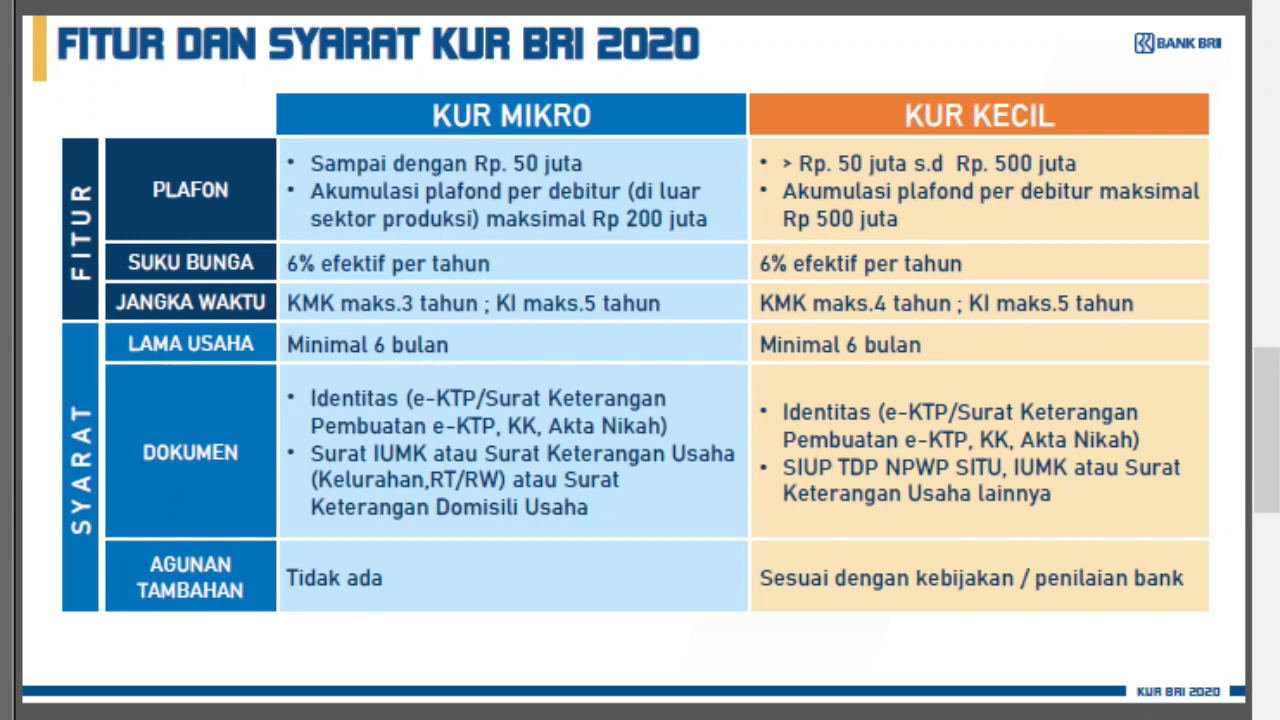 FITUR DAN SYARAT KUR BRI 2020
BANK BRI
KUR MIKRO
KUR KECIL
FITUR
PLAFON
• Sampai dengan Rp. 50 juta
• Akumulasi plafond per debitur (di luar
sektor produksi) maksimal Rp 200 juta
• > Rp. 50 juta s.d Rp. 500 juta
• Akumulasi plafond per debitur maksimal
Rp 500 juta
SUKU BUNGA
6% efektif per tahun
6% efektif per tahun
JANGKA WAKTU
KMK maks.3 tahun ; KI maks.5 tahun
KMK maks.4 tahun ; KI maks.5 tahun
SYARAT
LAMA USAHA
Minimal 6 bulan
Minimal 6 bulan
DOKUMEN
• Identitas (e-KTP/Surat Keterangan
Pembuatan e-KTP, KK, Akta Nikah)
• Surat IUMK atau Surat Keterangan Usaha
(Kelurahan,RT/RW) atau Surat
Keterangan Domisili Usaha
• Identitas (e-KTP/Surat Keterangan
Pembuatan e-KTP, KK, Akta Nikah)
• SIUP TDP NPWP SITU, IUMK atau Surat
Keterangan Usaha lainnya
AGUNAN
TAMBAHAN
Tidak ada
Sesuai dengan kebijakan / penilaian bank
KUR BRI 2020